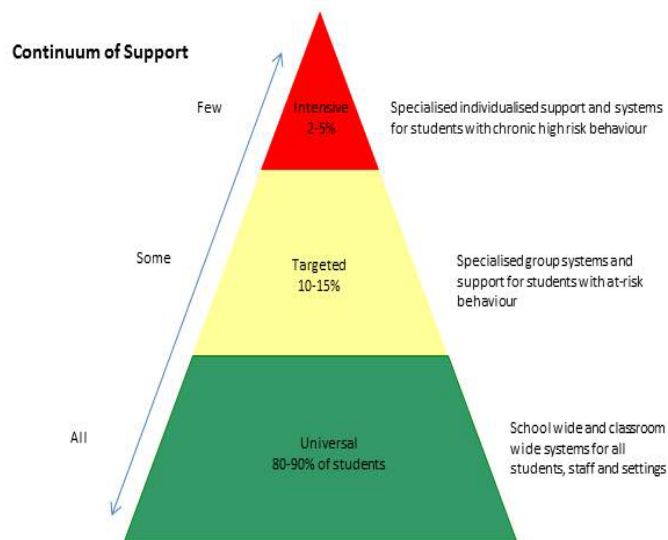 Continuum of Support
Few
Intensive
2-5%
Specialised individualised support and systems
for students with chronic high risk behaviour
Some
Targeted
10-15%
Specialised group systems and
support for students with at-risk
behaviour
All
Universal
80-90% of students
School wide and classroom
wide systems for all
students, staff and settings